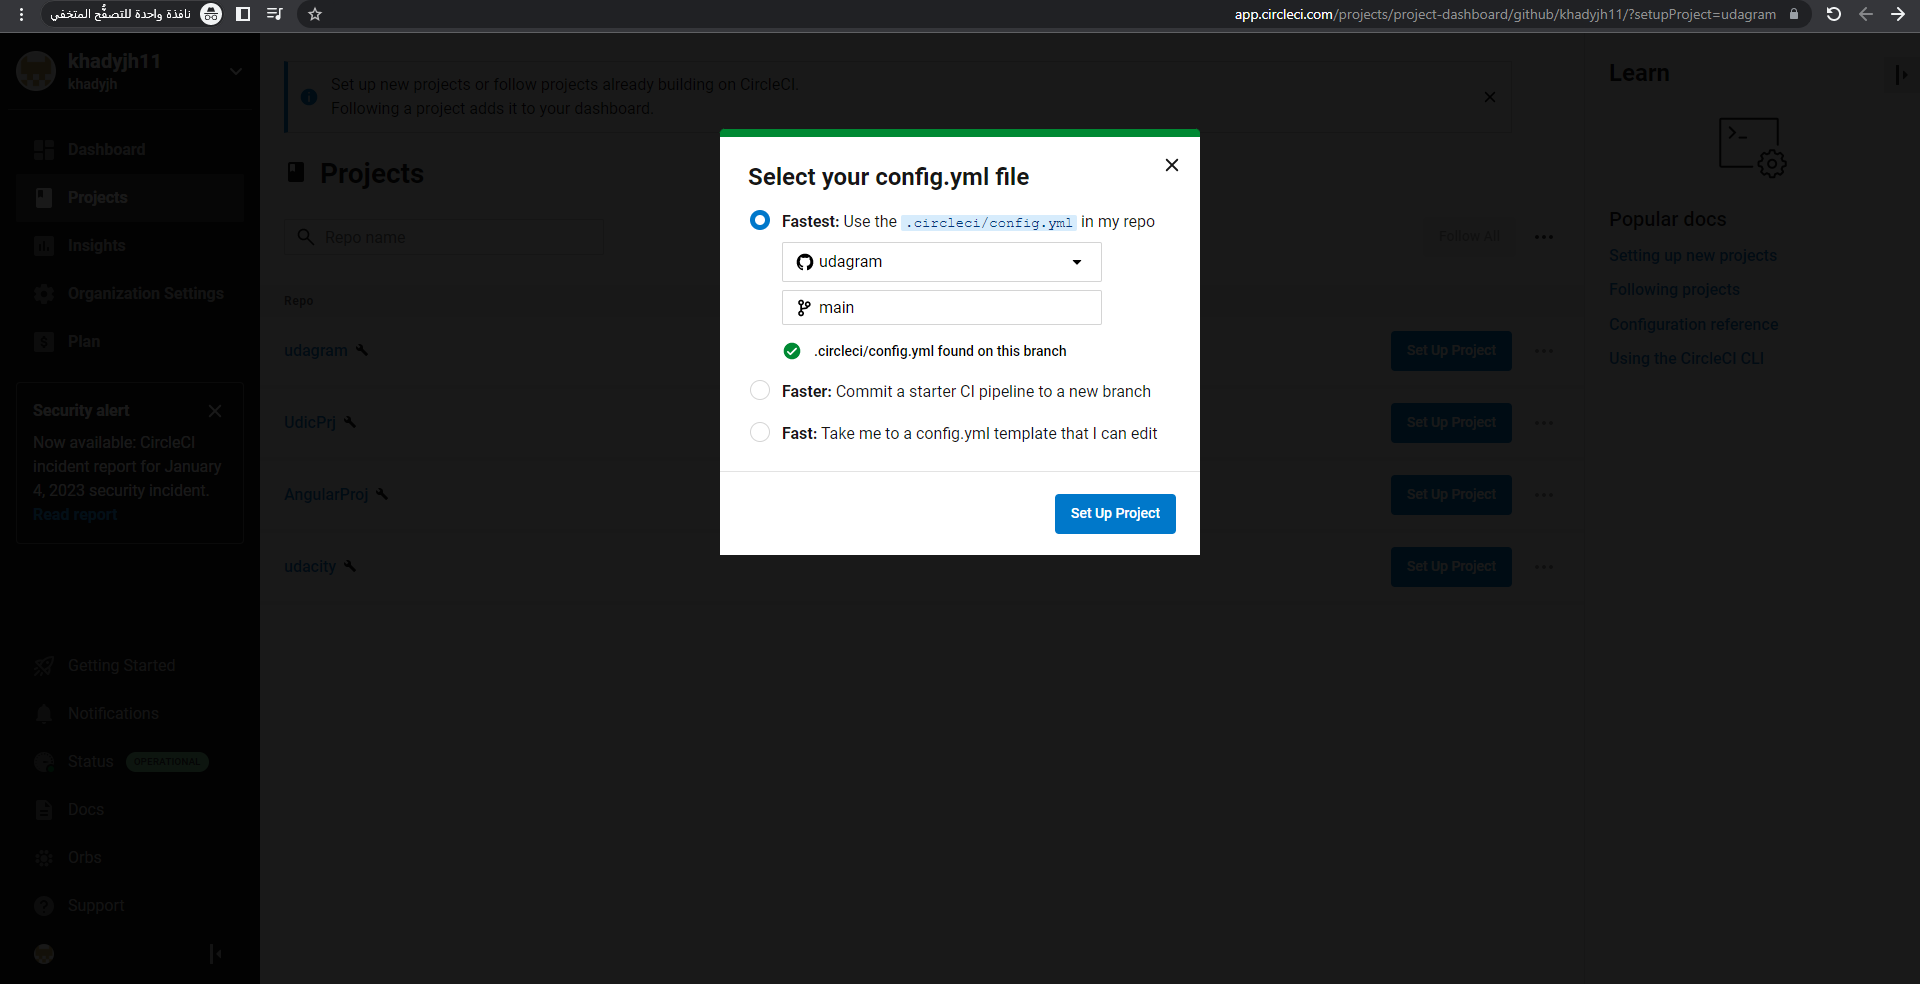 نافذة واحدة للتصفُّح المتخفي
app.circleci.com/projects/project-dashboard/github/khadyjh11/?setupProject=udagram
khadyjh11
khadyjh
Dashboard
Projects
Insights
Organization Settings
Plan
Security alert
Now available: CircleCI
incident report for January
4, 2023 security incident.
Read report
Getting Started
Notifications
Status OPERATIONAL
Docs
Orbs
Support
Set up new projects or follow projects already building on CircleCI.
Following a project adds it to your dashboard.
Projects
Repo name
Follow All
Repo
udagram
Set Up Project
UdicPrj
Set Up Project
AngularProj
Set Up Project
udacity
Set Up Project
Select your config.yml file
Fastest: Use the .circleci/config.yml in my repo
udagram
main
.circleci/config.yml found on this branch
Faster: Commit a starter CI pipeline to a new branch
Fast: Take me to a config.yml template that I can edit
Set Up Project
Learn
Popular docs
Setting up new projects
Following projects
Configuration reference
Using the CircleCI CLI